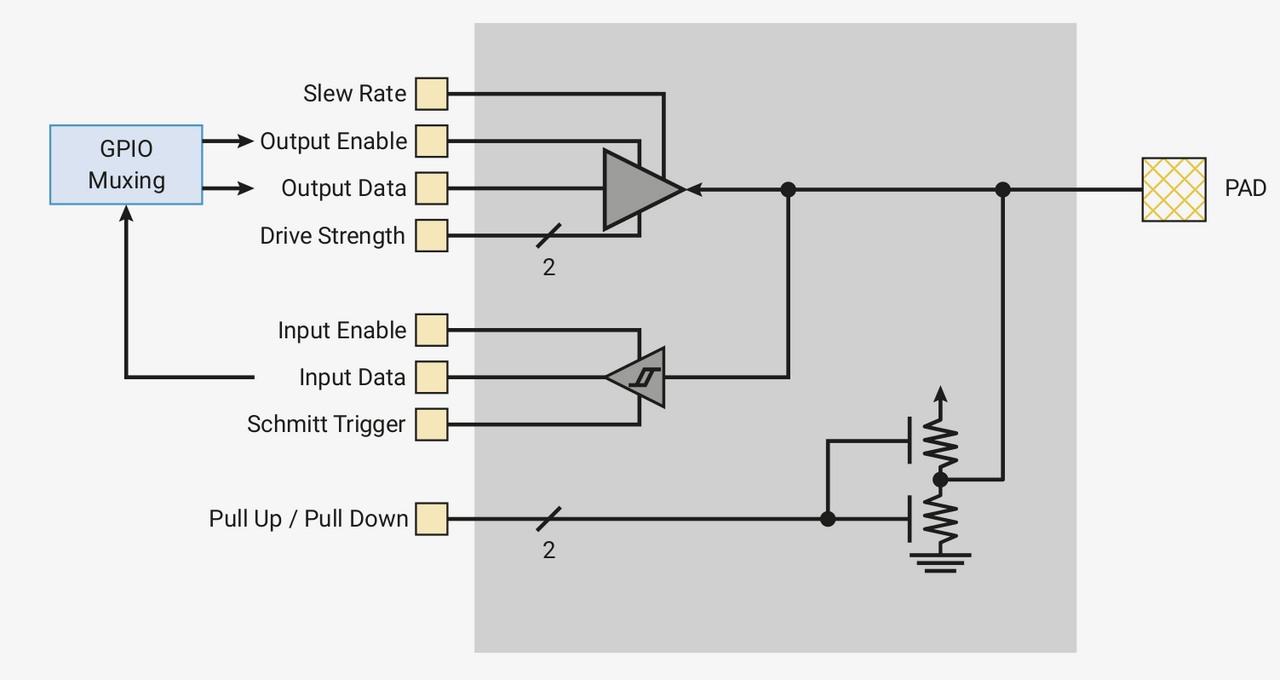 Slew Rate
GPIO
Muxing
Output Enable
Output Data
PAD
Drive Strength
2
Input Enable
Input Data
Schmitt Trigger
Pull Up / Pull Down
2